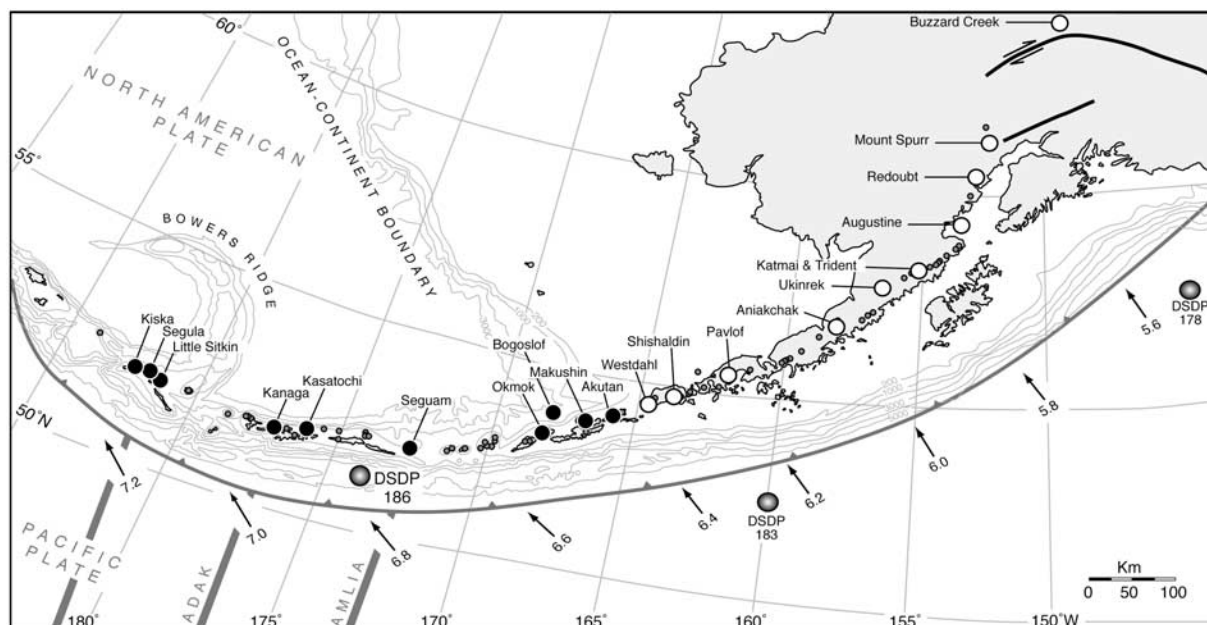 60°
Buzzard Creek
NORTH AMERICAN
PLATE
OCEAN-CONTINENT BOUNDARY
Mount Spurr
55°
Redoubt
BOWERS RIDGE
Augustine
Katmai & Trident
Ukinrek
DSDP
178
5.6
Kiska
Segula
Little Sitkin
Aniakchak
Shishaldin
Pavlof
Bogoslof
Makushin
Westdahl
Kanaga
Kasatochi
Okmok
Akutan
Seguam
5.8
50°N
6.0
DSDP
186
7.2
6.2
DSDP
183
6.4
7.0
6.6
6.8
PACIFIC
PLATE
ADAK
AMLIA
Km
0 50 100
180°
175°
170°
165°
160°
155°
150°W